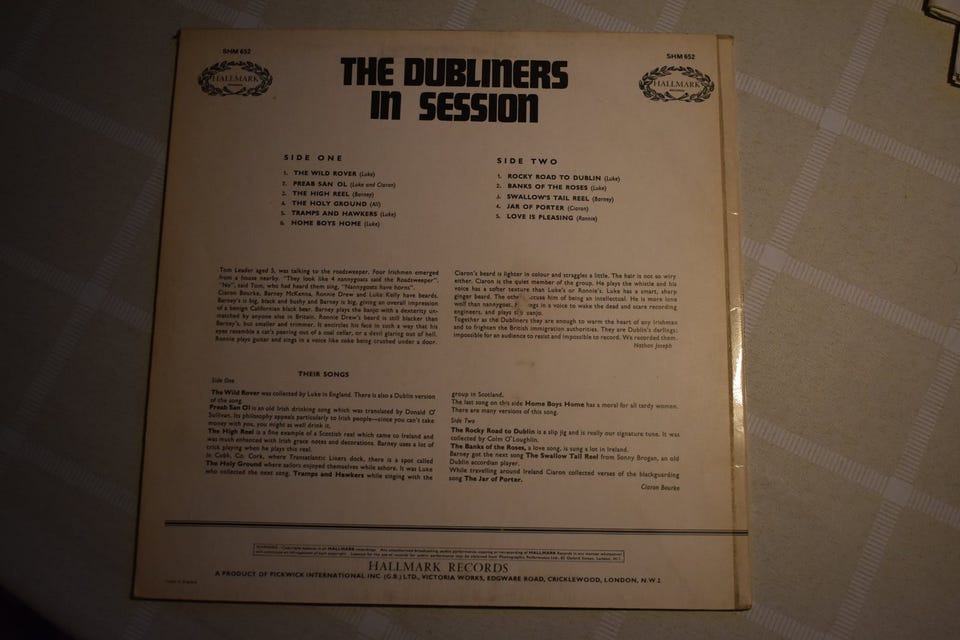 SHM 652
SHM 652
HALLMARK
RECORDS
HALLMARK
RECORDS
THE DUBLINERS
IN SESSION
SIDE ONE
1. THE WILD ROVER (Luke)
2. PREAB SAN OL (Luke and Ciaran)
3. THE HIGH REEL (Barney)
4. THE HOLY GROUND (All)
5. TRAMPS AND HAWKERS (Luke)
6. HOME BOYS HOME (Luke)
SIDE TWO
1. ROCKY ROAD TO DUBLIN (Luke)
2. BANKS OF THE ROSES (Luke)
3. SWALLOW'S TAIL REEL (Barney)
4. JAR OF PORTER (Ciaran)
5. LOVE IS PLEASING (Ronnie)
Tom Leader aged 5, was talking to the roadsweeper. Four Irishmen emerged
from a house nearby. "They look like 4 nannygoats said the Roadsweeper".
"No", said Tom, who had heard them sing, "Nannygoats have horns".
Ciaron Bourke, Barney McKenna, Ronnie Drew and Luke Kelly have beards.
Barney's is big, black and bushy and Barney is big, giving an overall impression
of a benign Californian black bear. Barney plays the banjo with a dexterity un-
matched by anyone else in Britain. Ronnie Drew's beard is still blacker than
Barney's, but smaller and trimmer. It encircles his face in such a way that his
eyes resemble a cat's peering out of a coal cellar, or a devil glaring out of hell.
Ronnie plays guitar and sings in a voice like coke being crushed under a door.
Ciaron's beard is lighter in colour and straggles a little. The hair is not so wiry
either. Ciaron is the quiet member of the group. He plays the whistle and his
voice has a softer texture than Luke's or Ronnie's. Luke has a smart, sharp
ginger beard. The him of being an intellectual. He is more lone
wolf than nannygoat, in a voice to wake the dead and scare recording
engineers, and plays banjo.
Together as the Dubliners they are enough to warm the heart of any Irishman
and to frighten the British immigration authorities. They are Dublin's darlings:
impossible for an audience to resist and impossible to record. We recorded them.
Nathan Joseph
THEIR SONGS
Side One
The Wild Rover was collected by Luke in England. There is also a Dublin version
of the song.
Preab San Ol is an old Irish drinking song which was translated by Donald O'
Sullivan. Its philosophy appeals particularly to Irish people—since you can't take
money with you, you might as well drink it.
The High Reel is a fine example of a Scottish reel which came to Ireland and
was much enhanced with Irish grace notes and decorations. Barney uses a lot of
crisp playing when he plays this reel.
In Cubh, Co. Cork, where Transatlantic Liners dock, there is a spot called
The Holy Ground where sailors enjoyed themselves while ashore. It was Luke
who collected the next song, Tramps and Hawkers while singing with the
group in Scotland.
The last song on this side Home Boys Home has a moral for all tardy women.
There are many versions of this song.
Side Two
The Rocky Road to Dublin is a slip jig and is really our signature tune. It was
collected by Colm O'Loughlin.
The Banks of the Roses, a love song, is sung a lot in Ireland.
Barney got the next song The Swallow Tail Reel from Sonny Brogan, an old
Dublin accordian player.
While travelling around Ireland Ciaron collected verses of the blackguarding
song The Jar of Porter.
Ciaron Bourke
HALLMARK RECORDS
A PRODUCT OF PICKWICK INTERNATIONAL INC. (G.B.) LTD., VICTORIA WORKS, EDGWARE ROAD, CRICKLEWOOD, LONDON, N.W.2